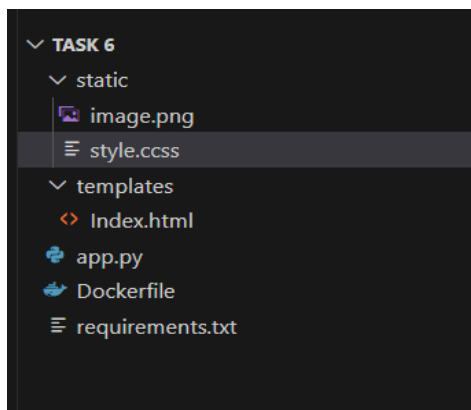 TASK 6
static
image.png
style.ccss
templates
Index.html
app.py
Dockerfile
requirements.txt